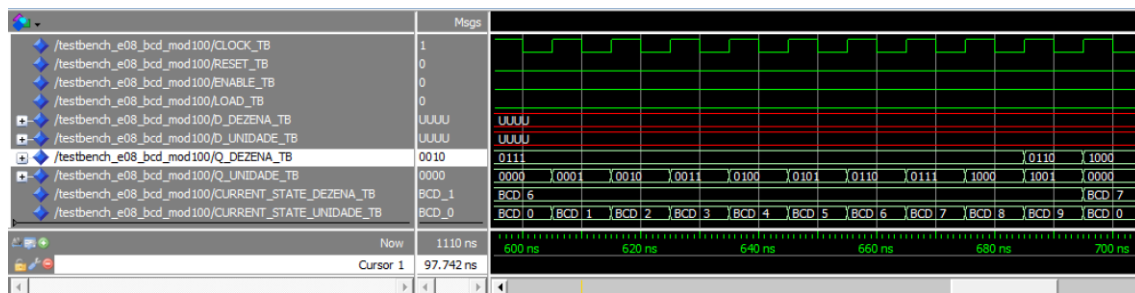 Msgs
/testbench_e08_bcd_mod100/CLOCK_TB 1
/testbench_e08_bcd_mod100/RESET_TB 0
/testbench_e08_bcd_mod100/ENABLE_TB 0
/testbench_e08_bcd_mod100/LOAD_TB 0
/testbench_e08_bcd_mod100/D_DEZENA_TB UUUU UUUU
/testbench_e08_bcd_mod100/D_UNIDADE_TB UUUU UUUU
/testbench_e08_bcd_mod100/Q_DEZENA_TB 0010 0111 0110 1000
/testbench_e08_bcd_mod100/Q_UNIDADE_TB 0000 0000 0001 0010 0011 0100 0101 0110 0111 1000 1001 0000
/testbench_e08_bcd_mod100/CURRENT_STATE_DEZENA_TB BCD_1 BCD 6 BCD 7
/testbench_e08_bcd_mod100/CURRENT_STATE_UNIDADE_TB BCD_0 BCD 0 BCD 1 BCD 2 BCD 3 BCD 4 BCD 5 BCD 6 BCD 7 BCD 8 BCD 9 BCD 0
Now 1110 ns 600 ns 620 ns 640 ns 660 ns 680 ns 700 ns
Cursor 1 97.742 ns